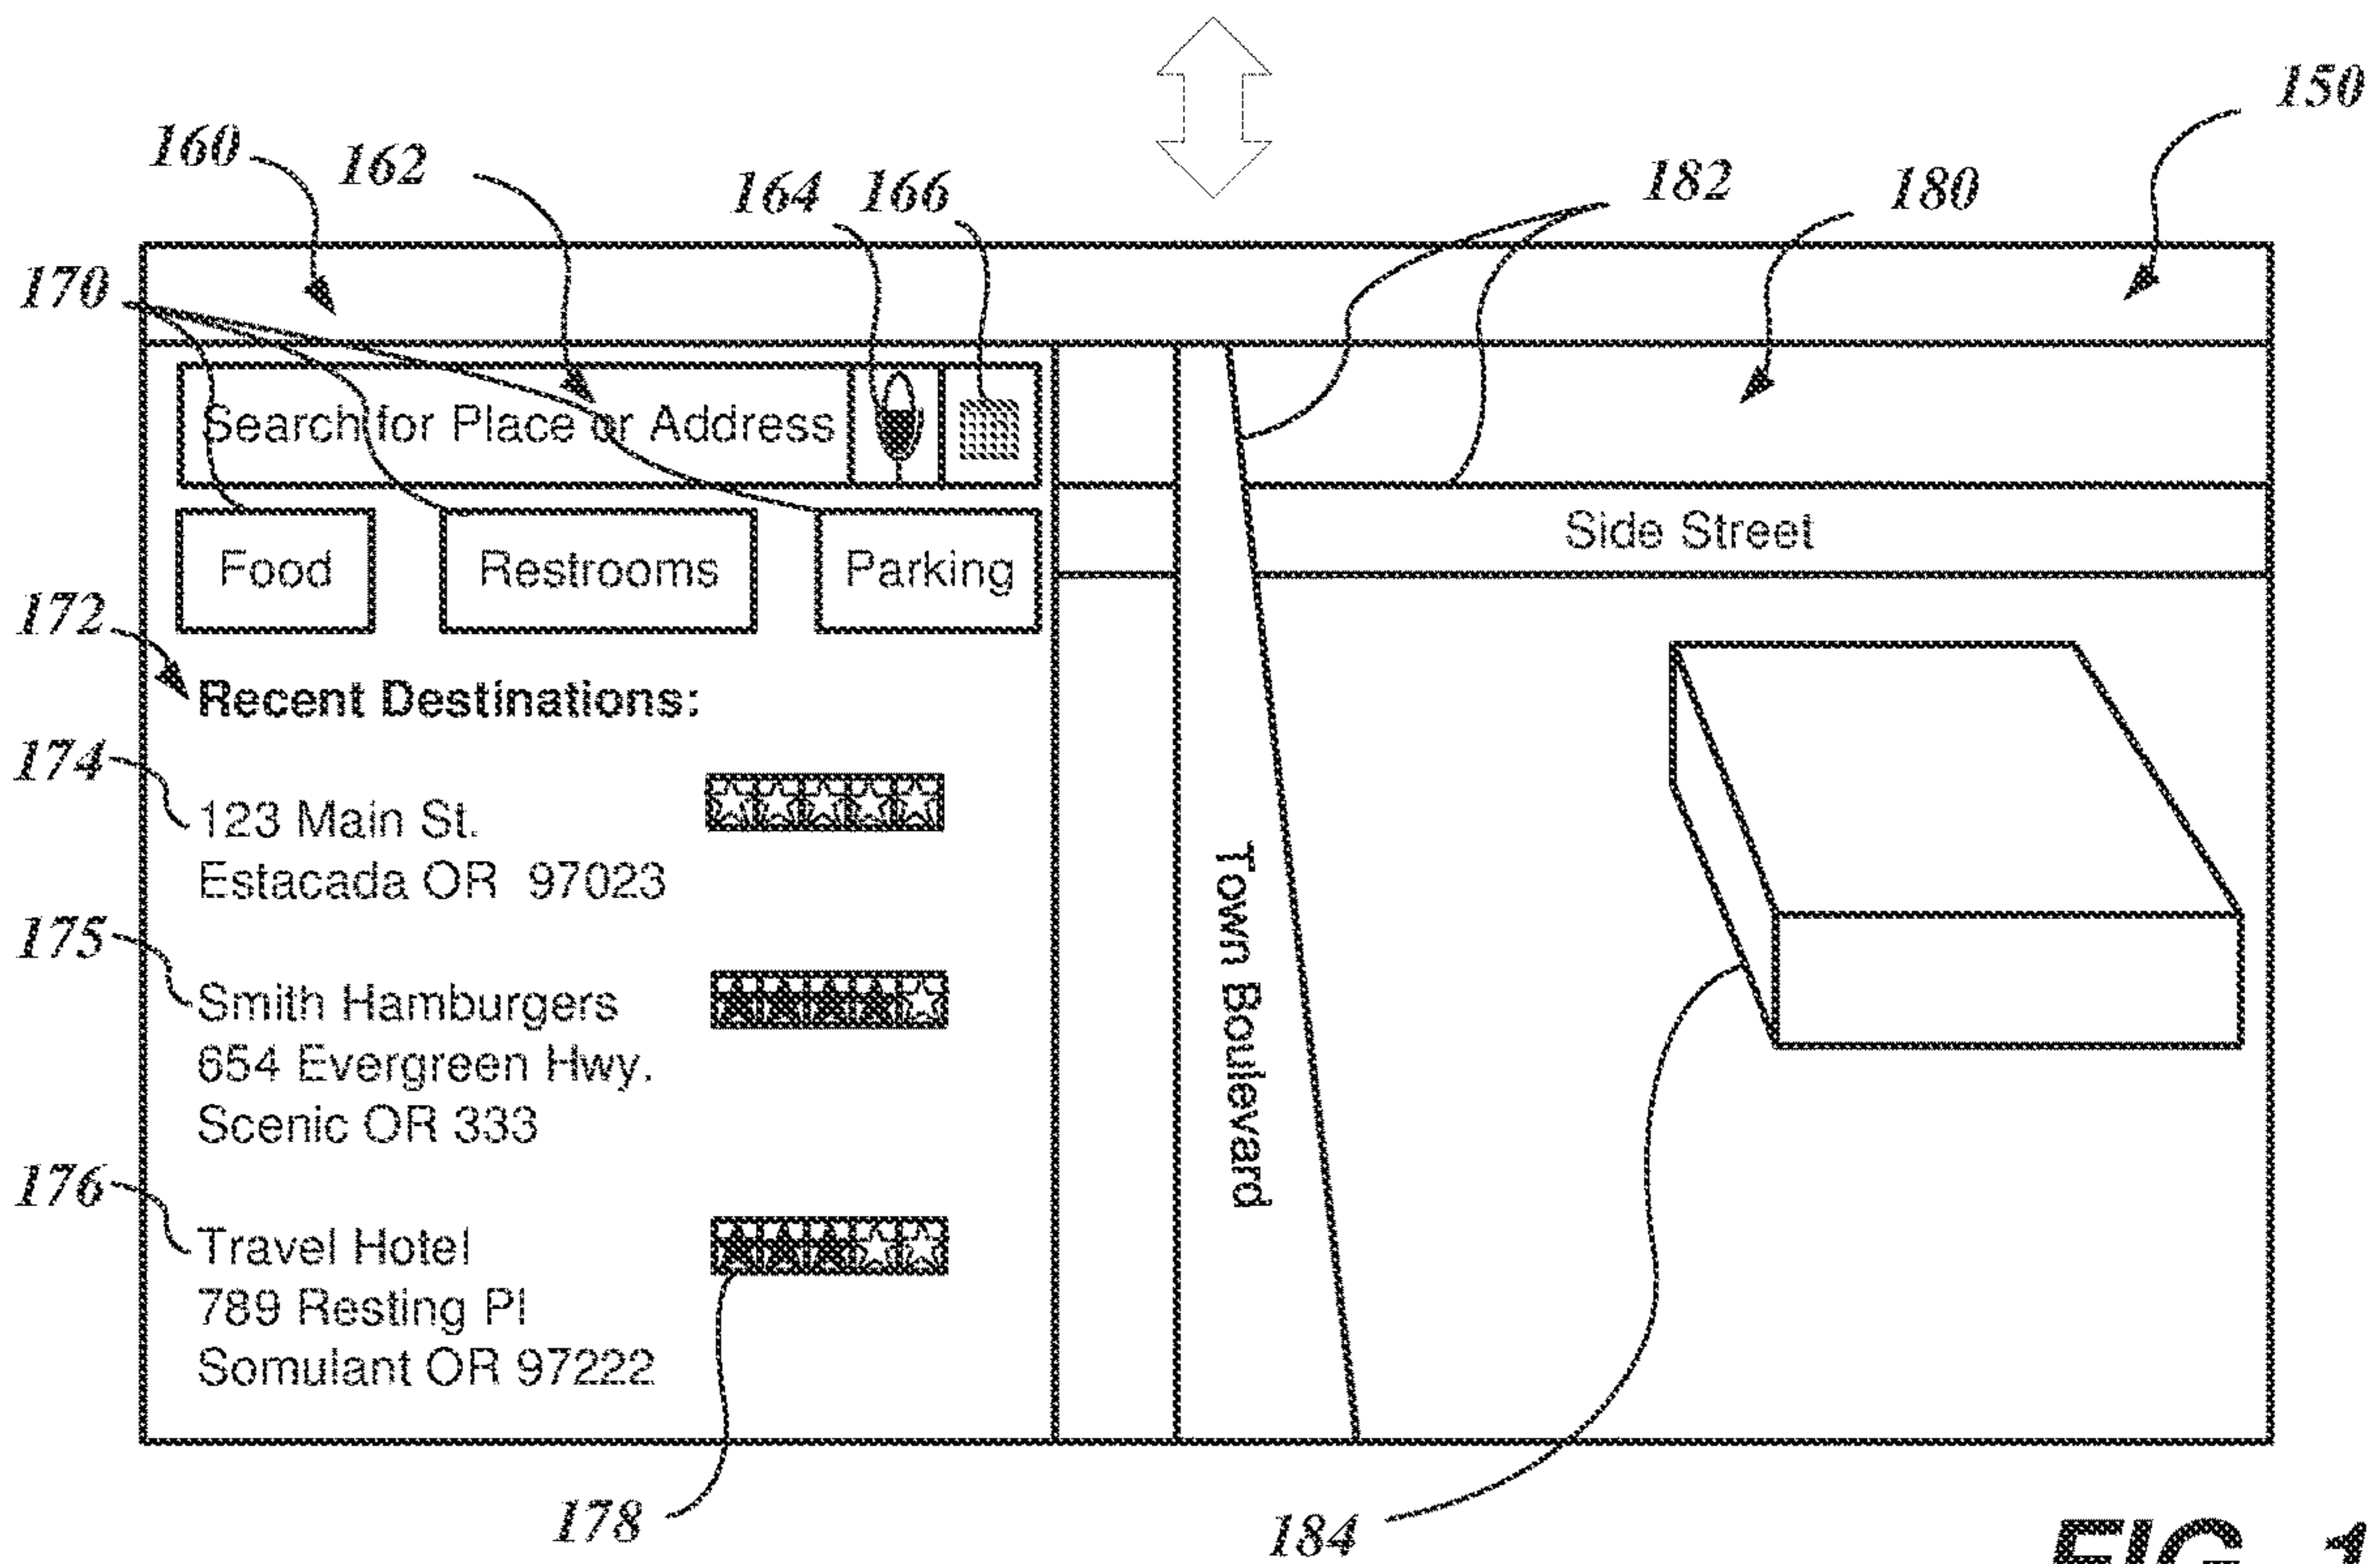 150
160
162
164 166
182
180
170
Search for Place or Address
Side Street
Food
Restrooms
Parking
172
Recent Destinations:
174
123 Main St.
Estacada OR 97023
Town Boulevard
175
Smith Hamburgers
654 Evergreen Hwy.
Scenic OR 333
176
Travel Hotel
789 Resting Pl
Somulant OR 97222
178
184
FIG. 1